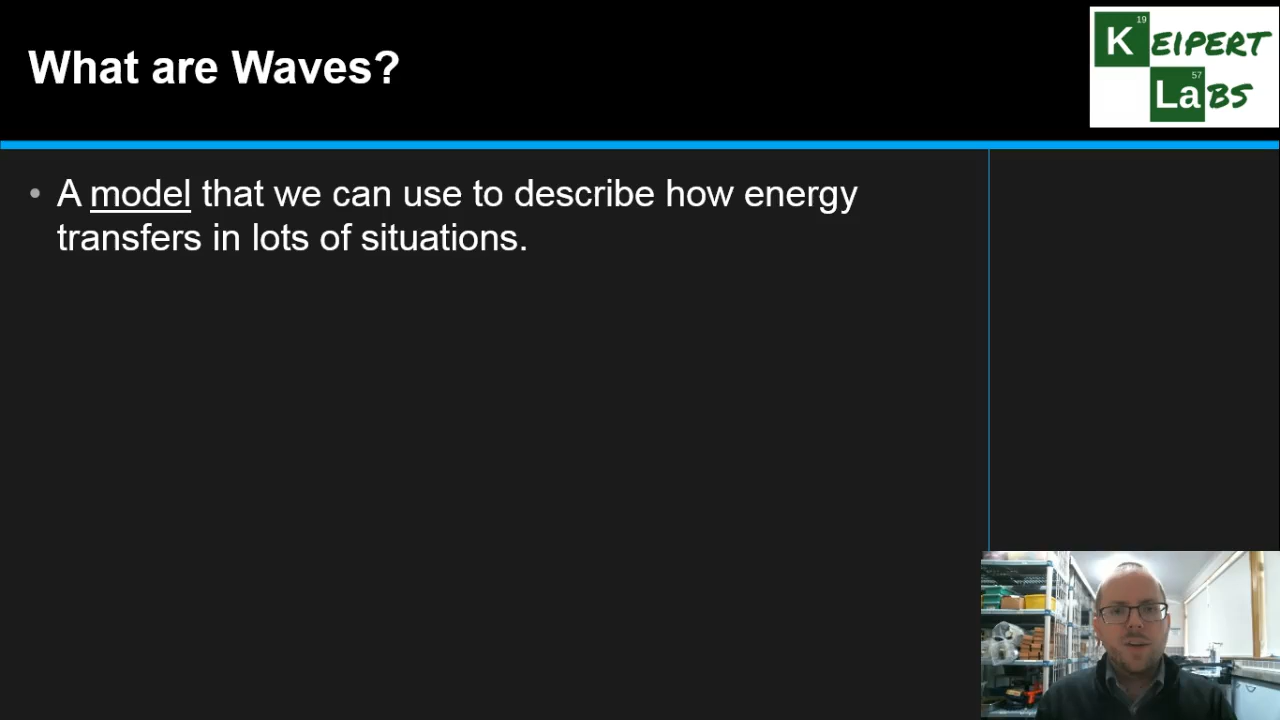 What are Waves?
19
K EIPERT
57
La BS
• A model that we can use to describe how energy
transfers in lots of situations.